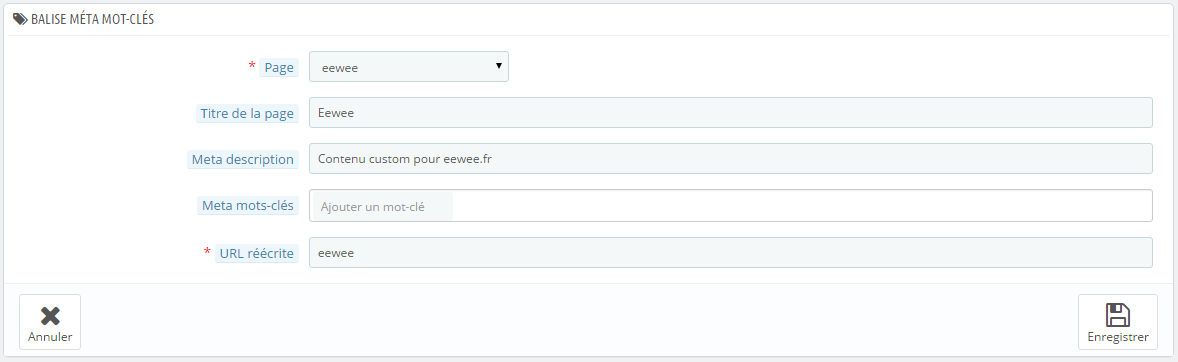 BALISE MÉTA MOT-CLÉS
* Page eewee
Titre de la page Eewee
Meta description Contenu custom pour eewee.fr
Meta mots-clés Ajouter un mot-clé
* URL réécrite eewee
Annuler Enregistrer